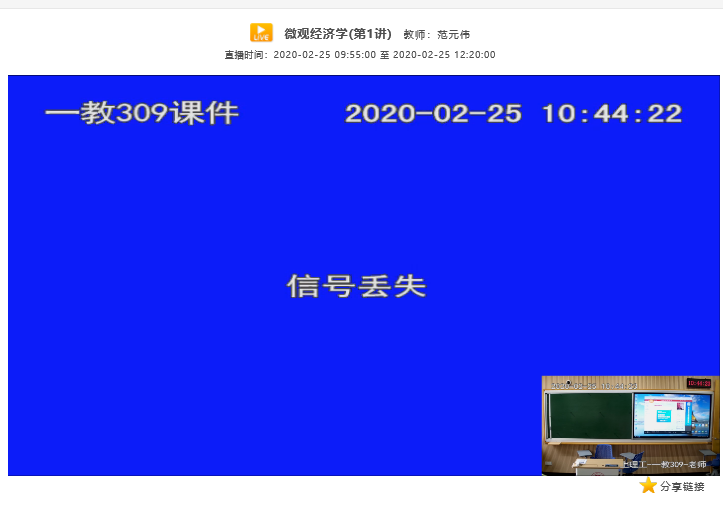 LIVE 微观经济学(第1讲) 教师：范元伟
直播时间：2020-02-25 09:55:00 至 2020-02-25 12:20:00
一教309课件 2020-02-25 10:44:22
信号丢失
上理工-一教309-老师
分享链接